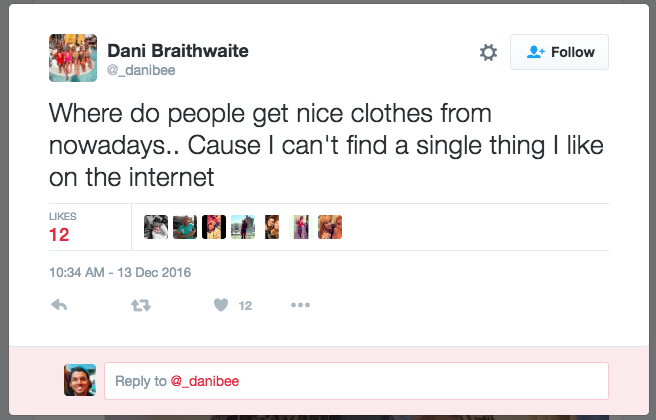 Dani Braithwaite
@_danibee
Follow
Where do people get nice clothes from
nowadays.. Cause I can't find a single thing I like
on the internet
LIKES
12
10:34 AM - 13 Dec 2016
12
Reply to @_danibee